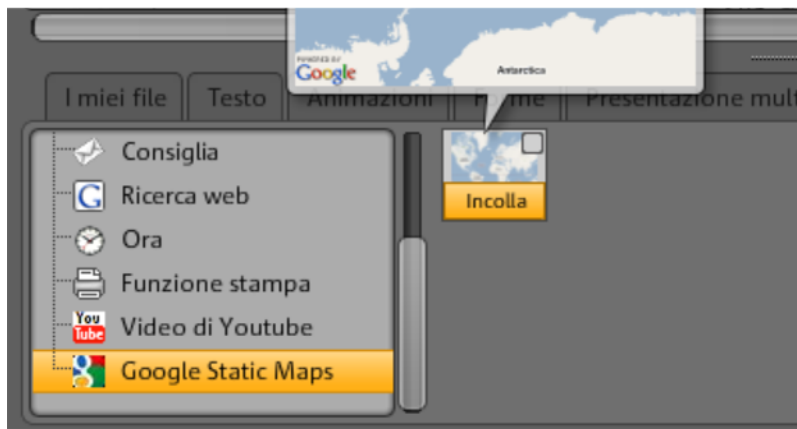 POWERED BY
Google
Antarctica
I miei file
Testo
Animazioni
Forme
Presentazione mult
Consiglia
G
Ricerca web
Ora
Funzione stampa
You
Tube
Video di Youtube
Google Static Maps
Incolla